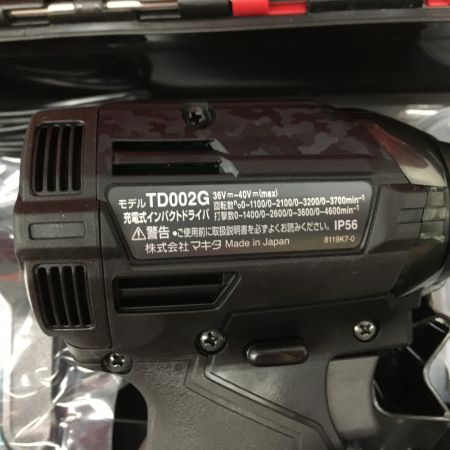 モデル TD002G 36V⎓-40V⎓(max)
充電式インパクトドライバ 回転数 0-1100/0-2100/0-3200/0-3700min⁻¹
打撃数0-1400/0-2600/0-3600/0-4600min⁻¹
⚠警告 ●ご使用前に取扱説明書を必ずよくお読みください。 IP56
株式会社 マキタ Made in Japan 8119K7-0